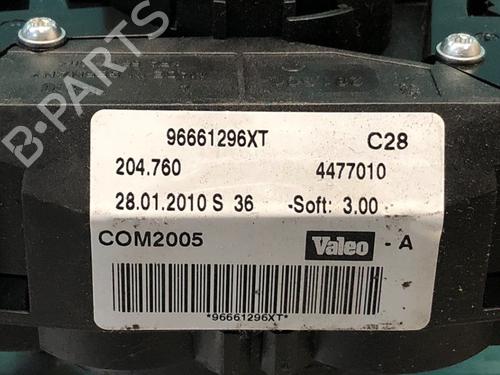 96661296XT C28
204.760 4477010
28.01.2010 S 36 -Soft: 3.00
COM2005 Valeo - A
*96661296XT*
B-PARTS